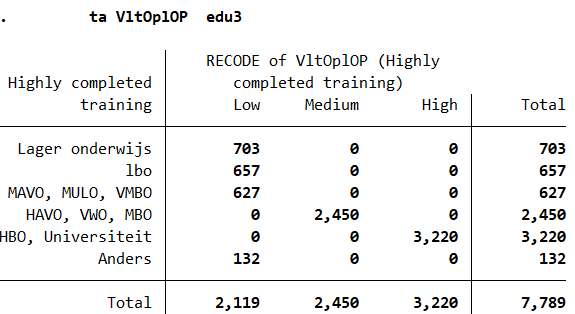 . ta VltOplOP edu3
RECODE of VltOplOP (Highly
Highly completed completed training)
training Low Medium High Total
Lager onderwijs 703 0 0 703
lbo 657 0 0 657
MAVO, MULO, VMBO 627 0 0 627
HAVO, VWO, MBO 0 2,450 0 2,450
HBO, Universiteit 0 0 3,220 3,220
Anders 132 0 0 132
Total 2,119 2,450 3,220 7,789